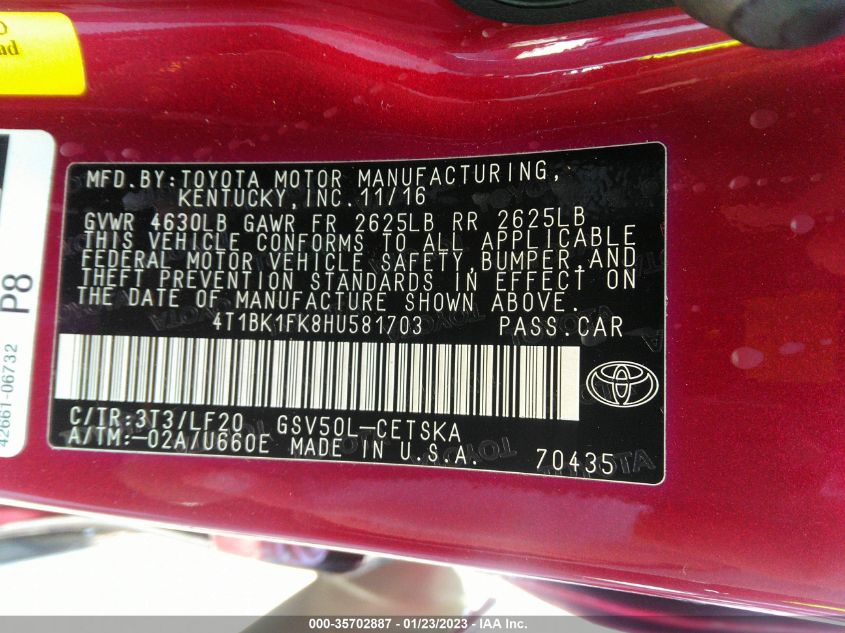 ad
P8
42661-06732
MFD.BY:TOYOTA MOTOR MANUFACTURING,
KENTUCKY,INC.11/16
GVWR 4630LB GAWR FR 2625LB RR 2625LB
THIS VEHICLE CONFORMS TO ALL APPLICABLE
FEDERAL MOTOR VEHICLE SAFETY,BUMPER,AND
THEFT PREVENTION STANDARDS IN EFFECT ON
THE DATE OF MANUFACTURE SHOWN ABOVE.
4T1BK1FK8HU581703 PASS.CAR
C/TR:3T3/LF20 GSV50L-CETSKA
A/TM:-02A/U660E MADE IN U.S.A. 70435
000-35702887 - 01/23/2023 - IAA Inc.